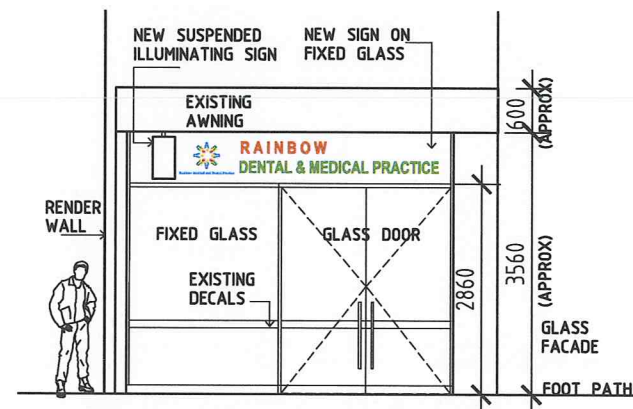 NEW SUSPENDED
ILLUMINATING SIGN
NEW SIGN ON
FIXED GLASS
EXISTING
AWNING
600
(APPROX)
RAINBOW
DENTAL & MEDICAL PRACTICE
RENDER
WALL
FIXED GLASS
GLASS DOOR
EXISTING
DECALS
2860
3560
(APPROX)
GLASS
FACADE
FOOT PATH